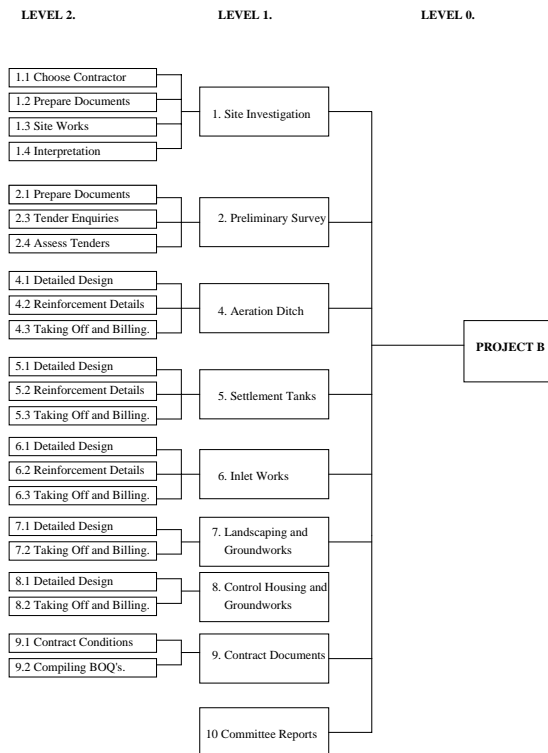 LEVEL 2. LEVEL 1. LEVEL 0.
1.1 Choose Contractor
1.2 Prepare Documents
1.3 Site Works
1.4 Interpretation
1. Site Investigation
2.1 Prepare Documents
2.3 Tender Enquiries
2.4 Assess Tenders
2. Preliminary Survey
4.1 Detailed Design
4.2 Reinforcement Details
4.3 Taking Off and Billing.
4. Aeration Ditch
PROJECT B
5.1 Detailed Design
5.2 Reinforcement Details
5.3 Taking Off and Billing.
5. Settlement Tanks
6.1 Detailed Design
6.2 Reinforcement Details
6.3 Taking Off and Billing.
6. Inlet Works
7.1 Detailed Design
7.2 Taking Off and Billing.
7. Landscaping and
Groundworks
8.1 Detailed Design
8.2 Taking Off and Billing.
8. Control Housing and
Groundworks
9.1 Contract Conditions
9.2 Compiling BOQ's.
9. Contract Documents
10 Committee Reports